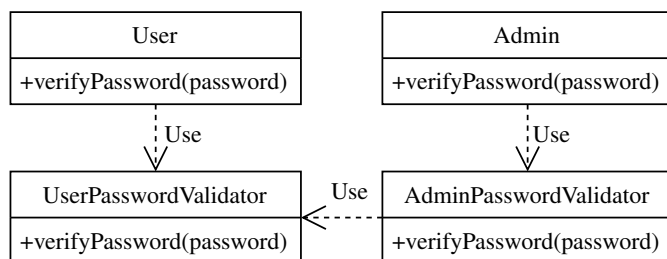 User
+verifyPassword(password)
Admin
+verifyPassword(password)
Use
Use
UserPasswordValidator
+verifyPassword(password)
Use
AdminPasswordValidator
+verifyPassword(password)